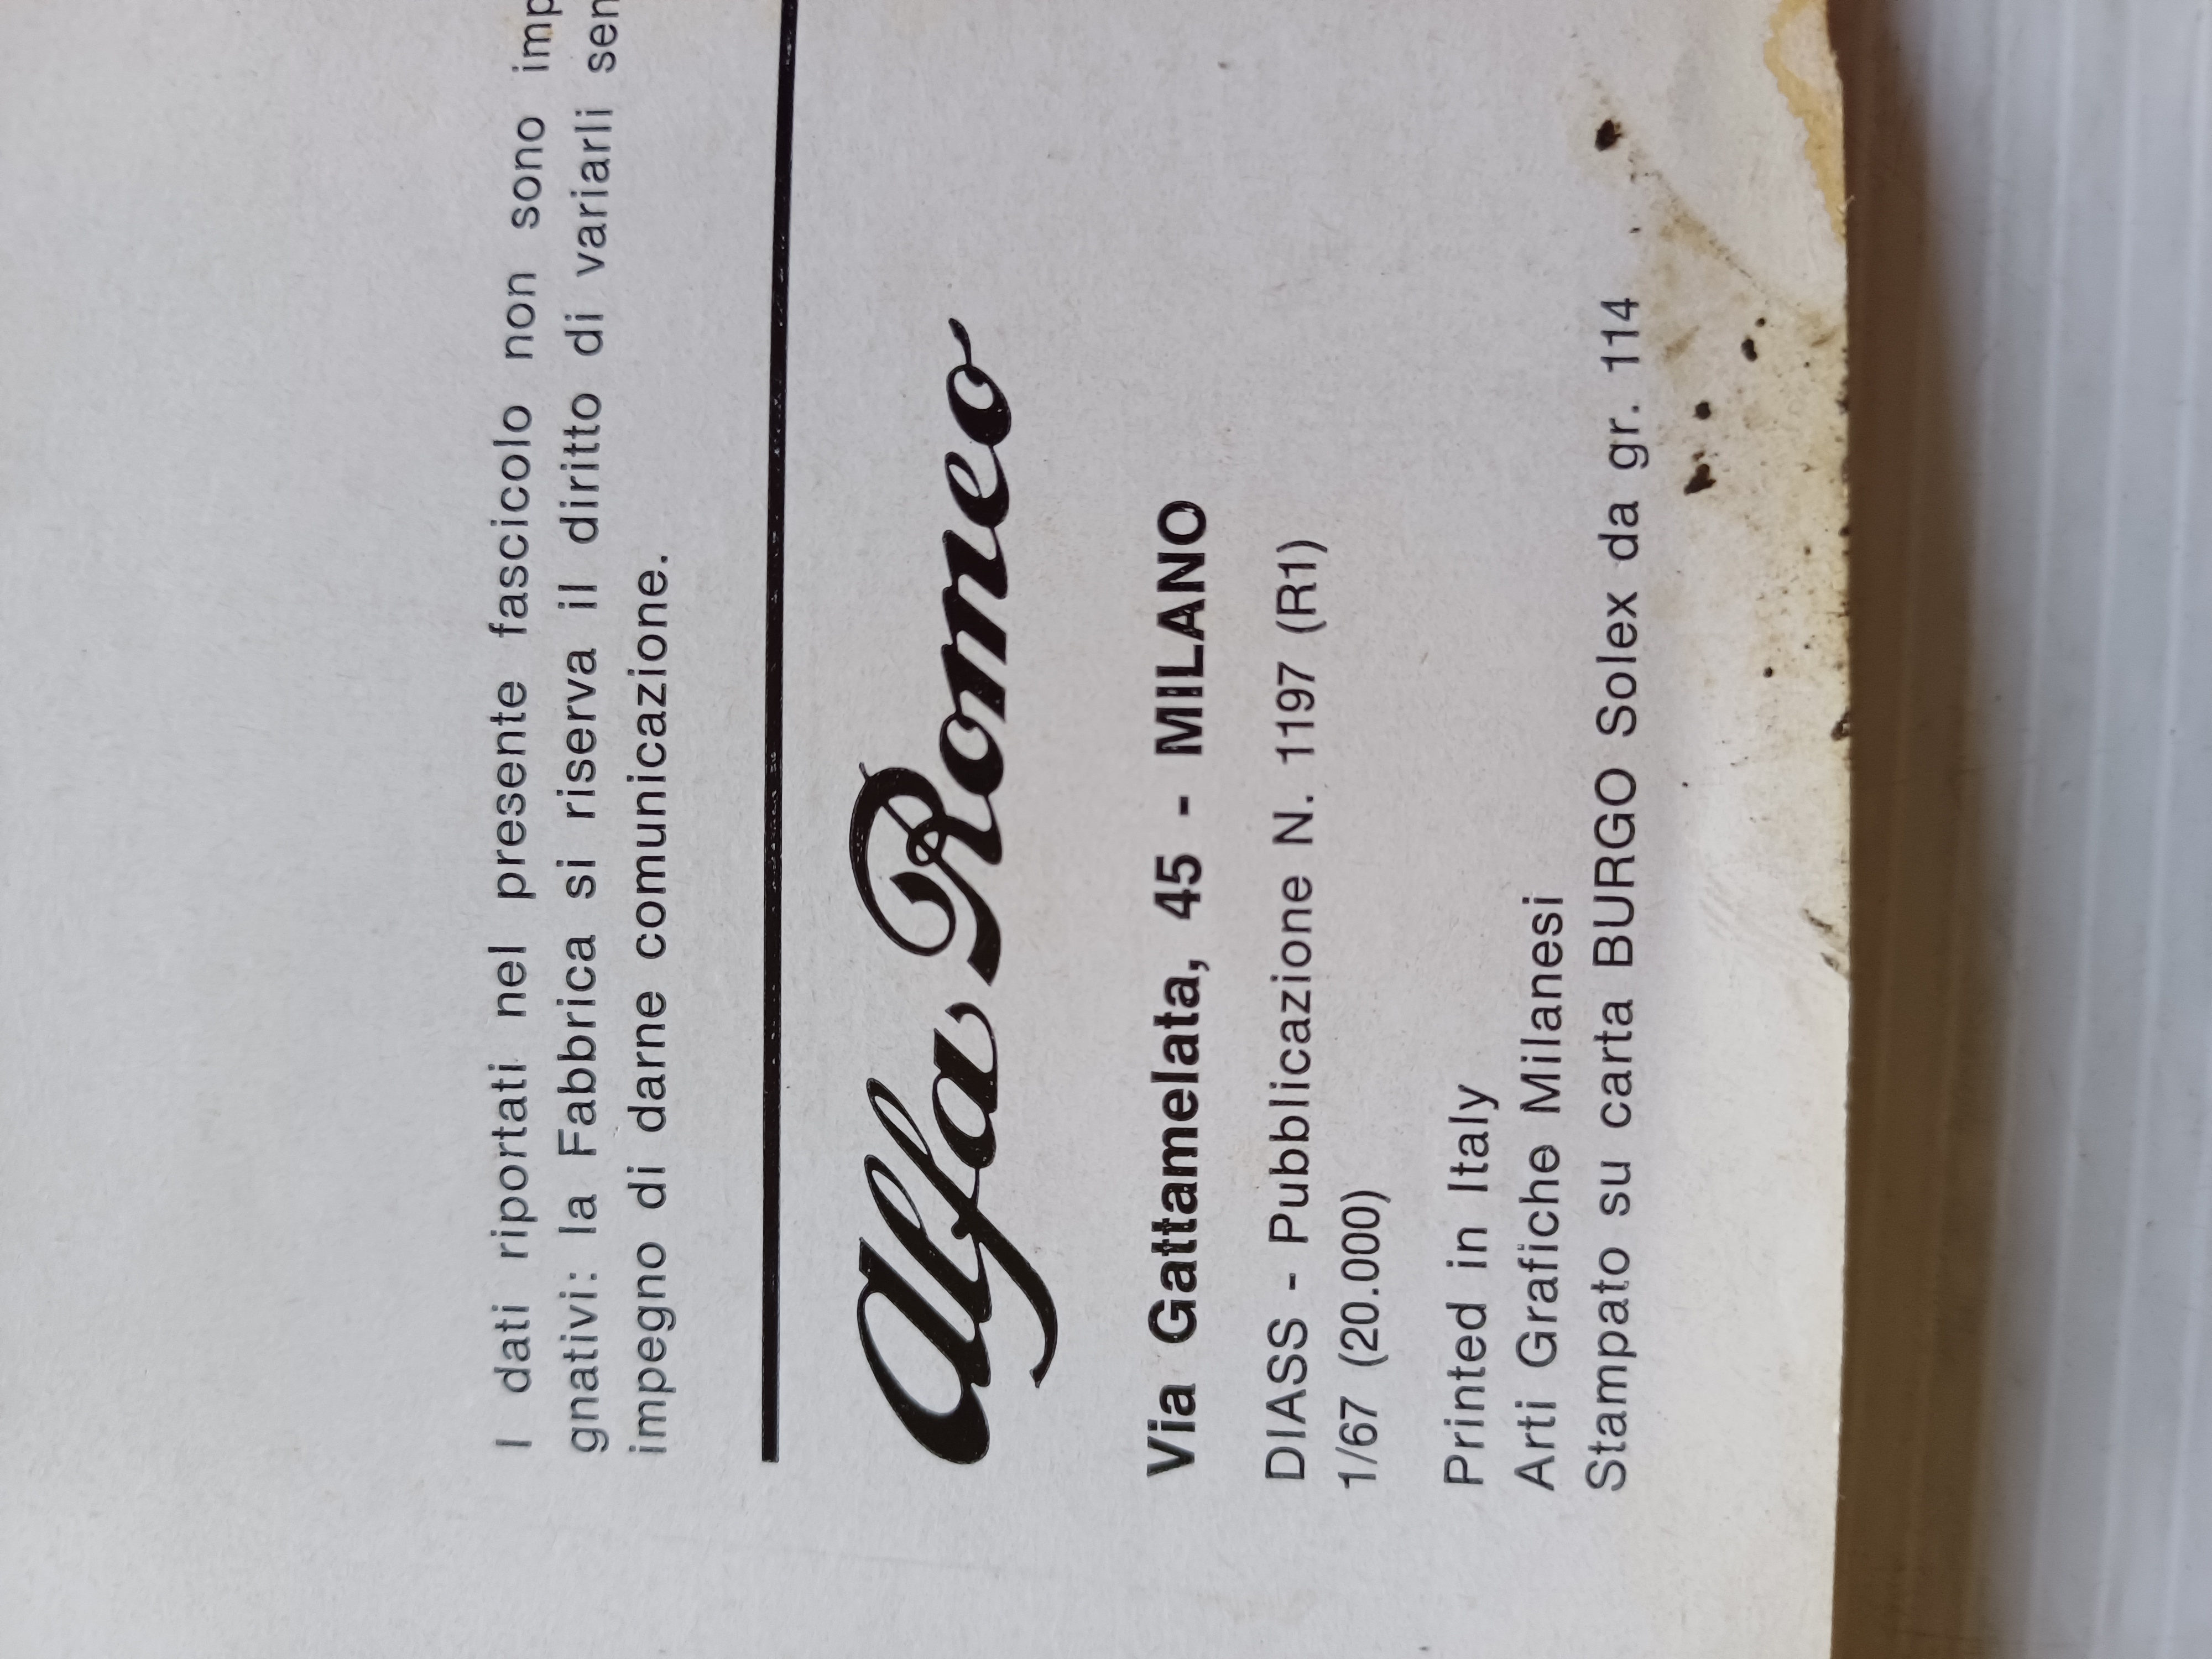 I dati riportati nel presente fascicolo non sono imp
gnativi: la Fabbrica si riserva il diritto di variarli sen
impegno di darne comunicazione.
Alfa Romeo
Via Gattamelata, 45 - MILANO
DIASS - Pubblicazione N. 1197 (R1)
1/67 (20.000)
Printed in Italy
Arti Grafiche Milanesi
Stampato su carta BURGO Solex da gr. 114